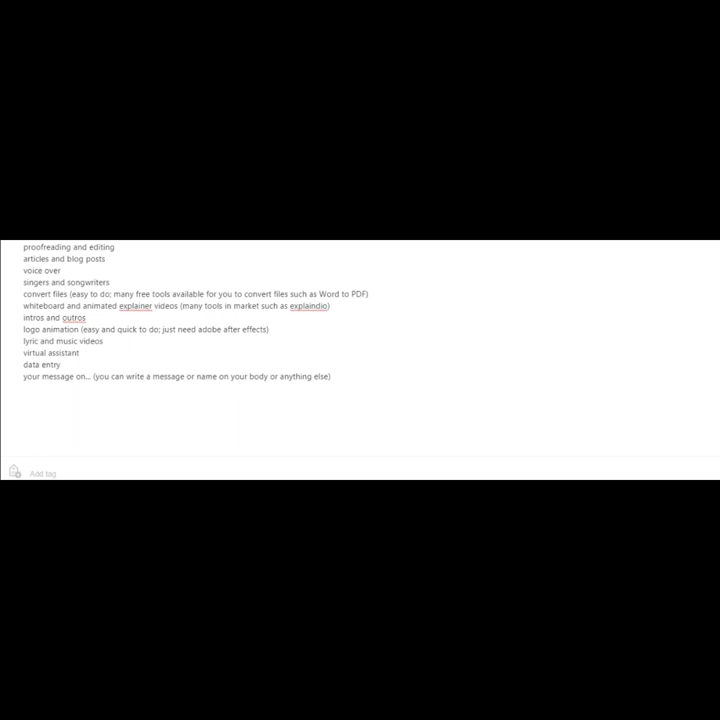 proofreading and editing
articles and blog posts
voice over
singers and songwriters
convert files (easy to do; many free tools available for you to convert files such as Word to PDF)
whiteboard and animated explainer videos (many tools in market such as explaindio)
intros and outros
logo animation (easy and quick to do; just need adobe after effects)
lyric and music videos
virtual assistant
data entry
your message on... (you can write a message or name on your body or anything else)
Add tag